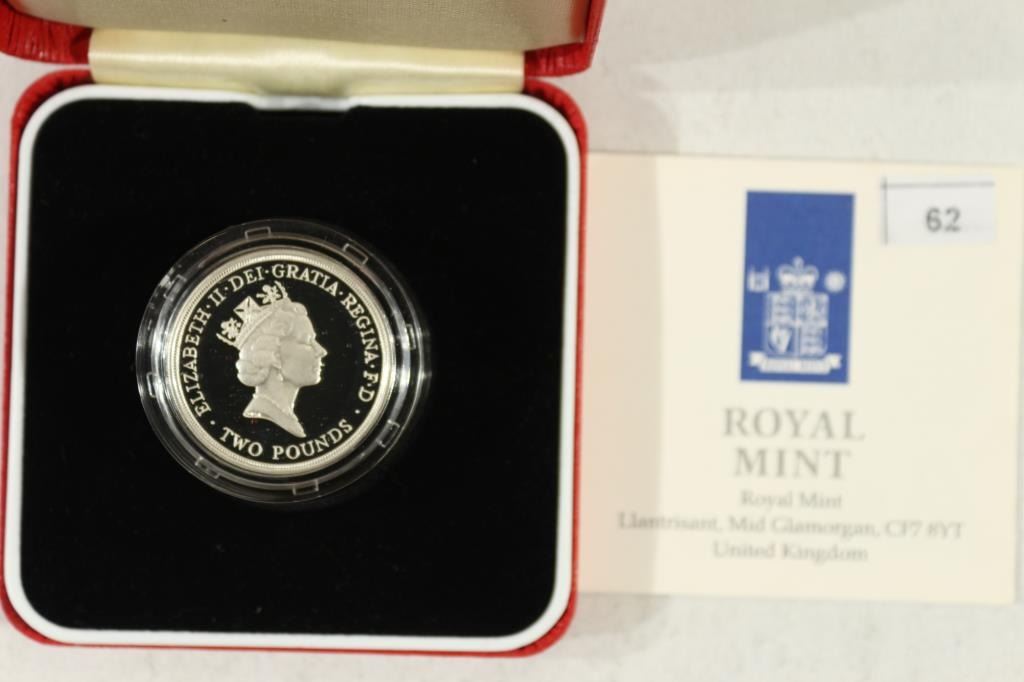 ELIZABETH·II·DEI·GRATIA·REGINA·F·D·
TWO POUNDS
62
ROYAL
MINT
Royal Mint
Llantrisant, Mid Glamorgan, CF7 8YT
United Kingdom